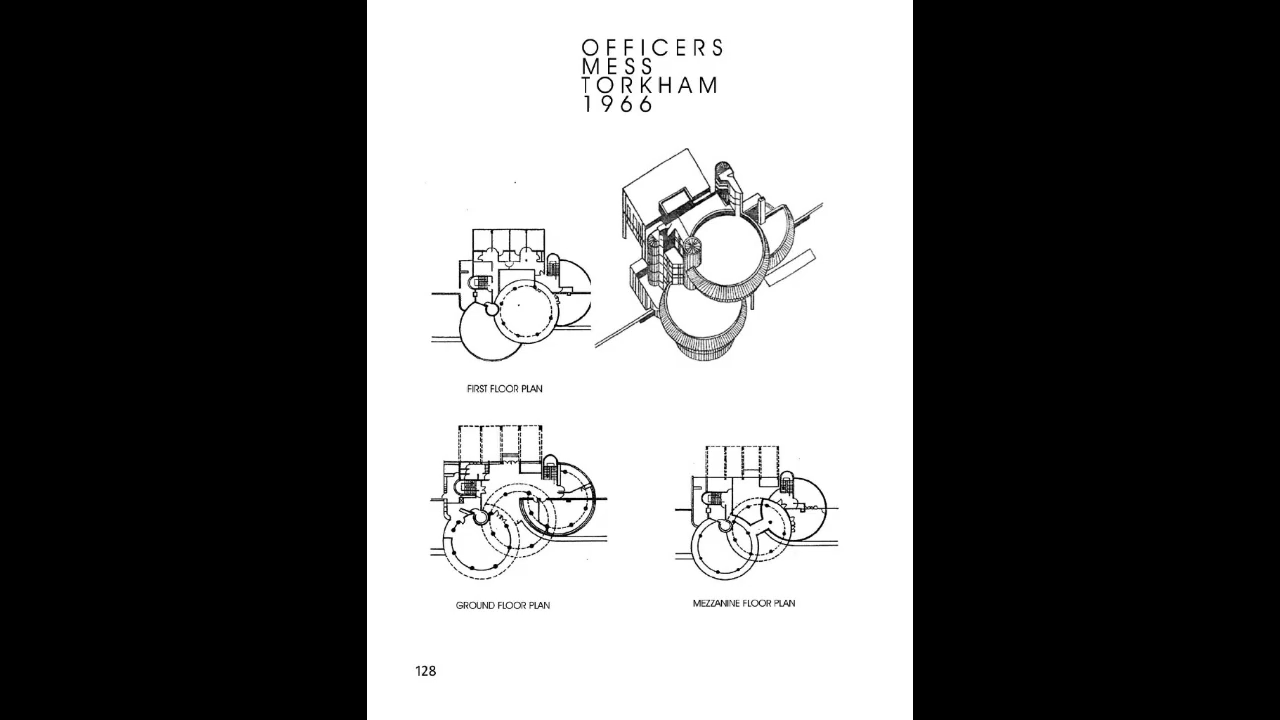 OFFICERS
MESS
TORKHAM
1966
FIRST FLOOR PLAN
GROUND FLOOR PLAN
MEZZANINE FLOOR PLAN
128